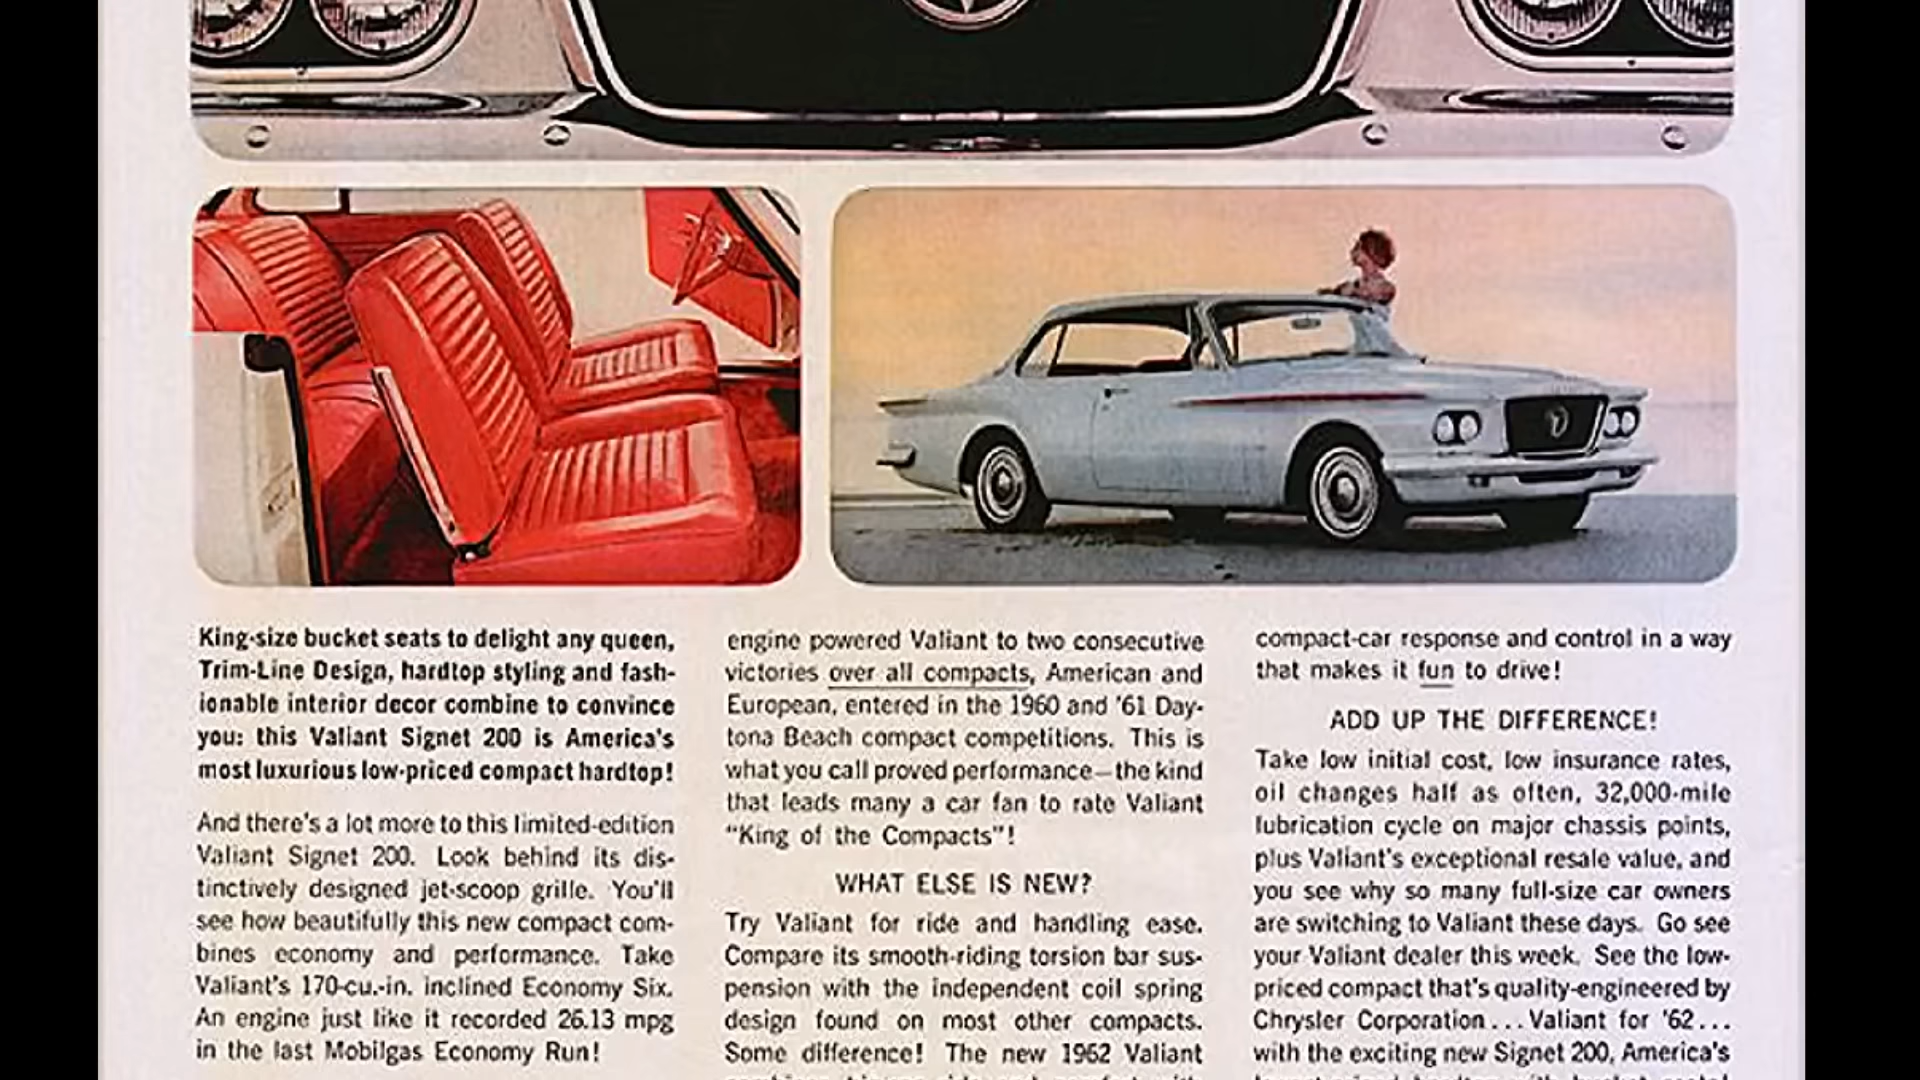 King-size bucket seats to delight any queen,
Trim-Line Design, hardtop styling and fash-
ionable interior decor combine to convince
you: this Valiant Signet 200 is America's
most luxurious low-priced compact hardtop!
And there's a lot more to this limited-edition
Valiant Signet 200. Look behind its dis-
tinctively designed jet-scoop grille. You'll
see how beautifully this new compact com-
bines economy and performance. Take
Valiant's 170-cu.-in. inclined Economy Six.
An engine just like it recorded 26.13 mpg
in the last Mobilgas Economy Run!
engine powered Valiant to two consecutive
victories over all compacts, American and
European, entered in the 1960 and '61 Day-
tona Beach compact competitions. This is
what you call proved performance—the kind
that leads many a car fan to rate Valiant
"King of the Compacts"!
WHAT ELSE IS NEW?
Try Valiant for ride and handling ease.
Compare its smooth-riding torsion bar sus-
pension with the independent coil spring
design found on most other compacts.
Some difference! The new 1962 Valiant
compact-car response and control in a way
that makes it fun to drive!
ADD UP THE DIFFERENCE!
Take low initial cost, low insurance rates,
oil changes half as often, 32,000-mile
lubrication cycle on major chassis points,
plus Valiant's exceptional resale value, and
you see why so many full-size car owners
are switching to Valiant these days. Go see
your Valiant dealer this week. See the low-
priced compact that's quality-engineered by
Chrysler Corporation...Valiant for '62...
with the exciting new Signet 200, America's